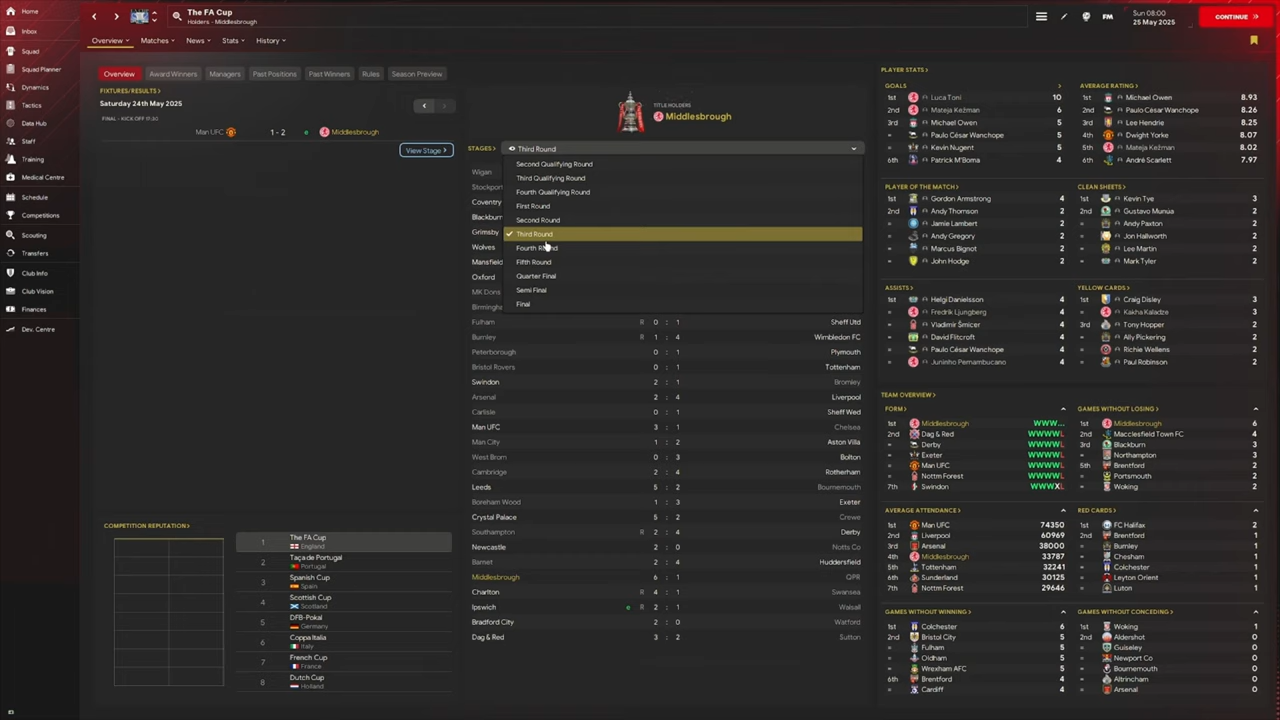 Home
Inbox
Squad
Squad Planner
Dynamics
Tactics
Data Hub
Staff
Training
Medical Centre
Schedule
Competitions
Scouting
Transfers
Club Info
Club Vision
Finances
Dev. Centre
The FA Cup
Holders - Middlesbrough
FM
Sun 08:00
25 May 2025
CONTINUE
Overview
Matches
News
Stats
History
Overview
Award Winners
Managers
Past Positions
Past Winners
Rules
Season Preview
FIXTURES/RESULTS
Saturday 24th May 2025
FINAL - KICK OFF 17:30
Man UFC 1 - 2 e Middlesbrough
View Stage
COMPETITION REPUTATION
1 The FA Cup
England
2 Taça de Portugal
Portugal
3 Spanish Cup
Spain
4 Scottish Cup
Scotland
5 DFB-Pokal
Germany
6 Coppa Italia
Italy
7 French Cup
France
8 Dutch Cup
Holland
TITLE HOLDERS
Middlesbrough
STAGES
Third Round
Second Qualifying Round
Third Qualifying Round
Fourth Qualifying Round
First Round
Second Round
Third Round
Fourth Round
Fifth Round
Quarter Final
Semi Final
Final
Wigan
Stockport
Coventry
Blackburn
Grimsby
Wolves
Mansfield
Oxford
MK Dons
Fulham R 0 : 1 Sheff Utd
Burnley R 1 : 4 Wimbledon FC
Peterborough 0 : 1 Plymouth
Bristol Rovers 0 : 1 Tottenham
Swindon 2 : 1 Bromley
Arsenal 2 : 4 Liverpool
Carlisle 0 : 1 Sheff Wed
Man UFC 3 : 1 Chelsea
Man City 1 : 2 Aston Villa
West Brom 0 : 3 Bolton
Cambridge 2 : 4 Rotherham
Leeds 5 : 2 Bournemouth
Boreham Wood 1 : 3 Exeter
Crystal Palace 5 : 2 Crewe
Southampton R 2 : 4 Derby
Newcastle 2 : 0 Notts Co
Barnet 2 : 4 Huddersfield
Middlesbrough 6 : 1 QPR
Charlton R 4 : 1 Swansea
Ipswich e R 2 : 1 Walsall
Bradford City 2 : 0 Watford
Dag & Red 3 : 2 Sutton
PLAYER STATS
GOALS
1st Luca Toni 10
2nd Mateja Kežman 6
3rd Michael Owen 5
= Paulo César Wanchope 5
= Kevin Nugent 5
6th Patrick M'Boma 4
AVERAGE RATING
1st Michael Owen 8.93
2nd Paulo César Wanchope 8.26
3rd Lee Hendrie 8.25
4th Dwight Yorke 8.07
5th Mateja Kežman 8.02
6th André Scarlett 7.97
PLAYER OF THE MATCH
1st Gordon Armstrong 4
2nd Andy Thomson 2
= Jamie Lambert 2
= Andy Gregory 2
= Marcus Bignot 2
= John Hodge 2
CLEAN SHEETS
1st Kevin Tye 3
2nd Gustavo Munúa 2
= Andy Paxton 2
= Jon Hallworth 2
= Lee Martin 2
= Mark Tyler 2
ASSISTS
1st Helgi Danielsson 4
= Fredrik Ljungberg 4
= Vladimír Šmicer 4
= David Flitcroft 4
= Paulo César Wanchope 4
= Juninho Pernambucano 4
YELLOW CARDS
1st Craig Disley 3
= Kakha Kaladze 3
3rd Tony Hopper 2
= Ally Pickering 2
= Richie Wellens 2
= Paul Robinson 2
TEAM OVERVIEW
FORM
1st Middlesbrough WWW...
2nd Dag & Red WWWWL
= Derby WWWWL
= Exeter WWWWL
= Man UFC WWWWL
= Nottm Forest WWWWL
7th Swindon WWWXL
GAMES WITHOUT LOSING
1st Middlesbrough 6
2nd Macclesfield Town FC 4
3rd Blackburn 3
= Northampton 3
5th Brentford 2
= Portsmouth 2
= Woking 2
AVERAGE ATTENDANCE
1st Man UFC 74350
2nd Liverpool 60969
3rd Arsenal 38000
4th Middlesbrough 33787
5th Tottenham 32241
6th Sunderland 30125
7th Nottm Forest 29646
RED CARDS
1st FC Halifax 2
2nd Brentford 1
= Burnley 1
= Chesham 1
= Colchester 1
= Leyton Orient 1
= Luton 1
GAMES WITHOUT WINNING
1st Colchester 6
2nd Bristol City 5
= Fulham 5
= Oldham 5
= Wrexham AFC 5
6th Brentford 4
= Cardiff 4
GAMES WITHOUT CONCEDING
1st Woking 1
2nd Aldershot 0
= Guiseley 0
= Newport Co 0
= Bournemouth 0
= Altrincham 0
= Arsenal 0